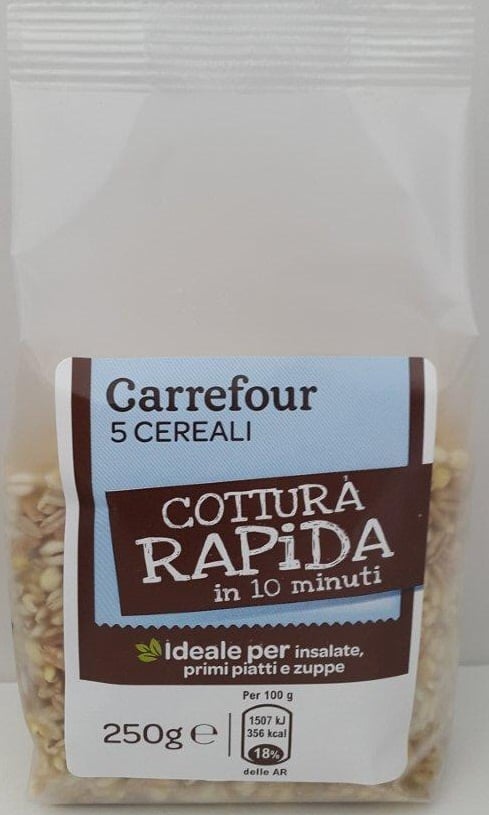 Carrefour
5 CEREALI
COTTURA
RAPiDA
in 10 minuti
Ideale per insalate,
primi piatti e zuppe
Per 100 g
250g e
1507 kJ
356 kcal
18%
delle AR